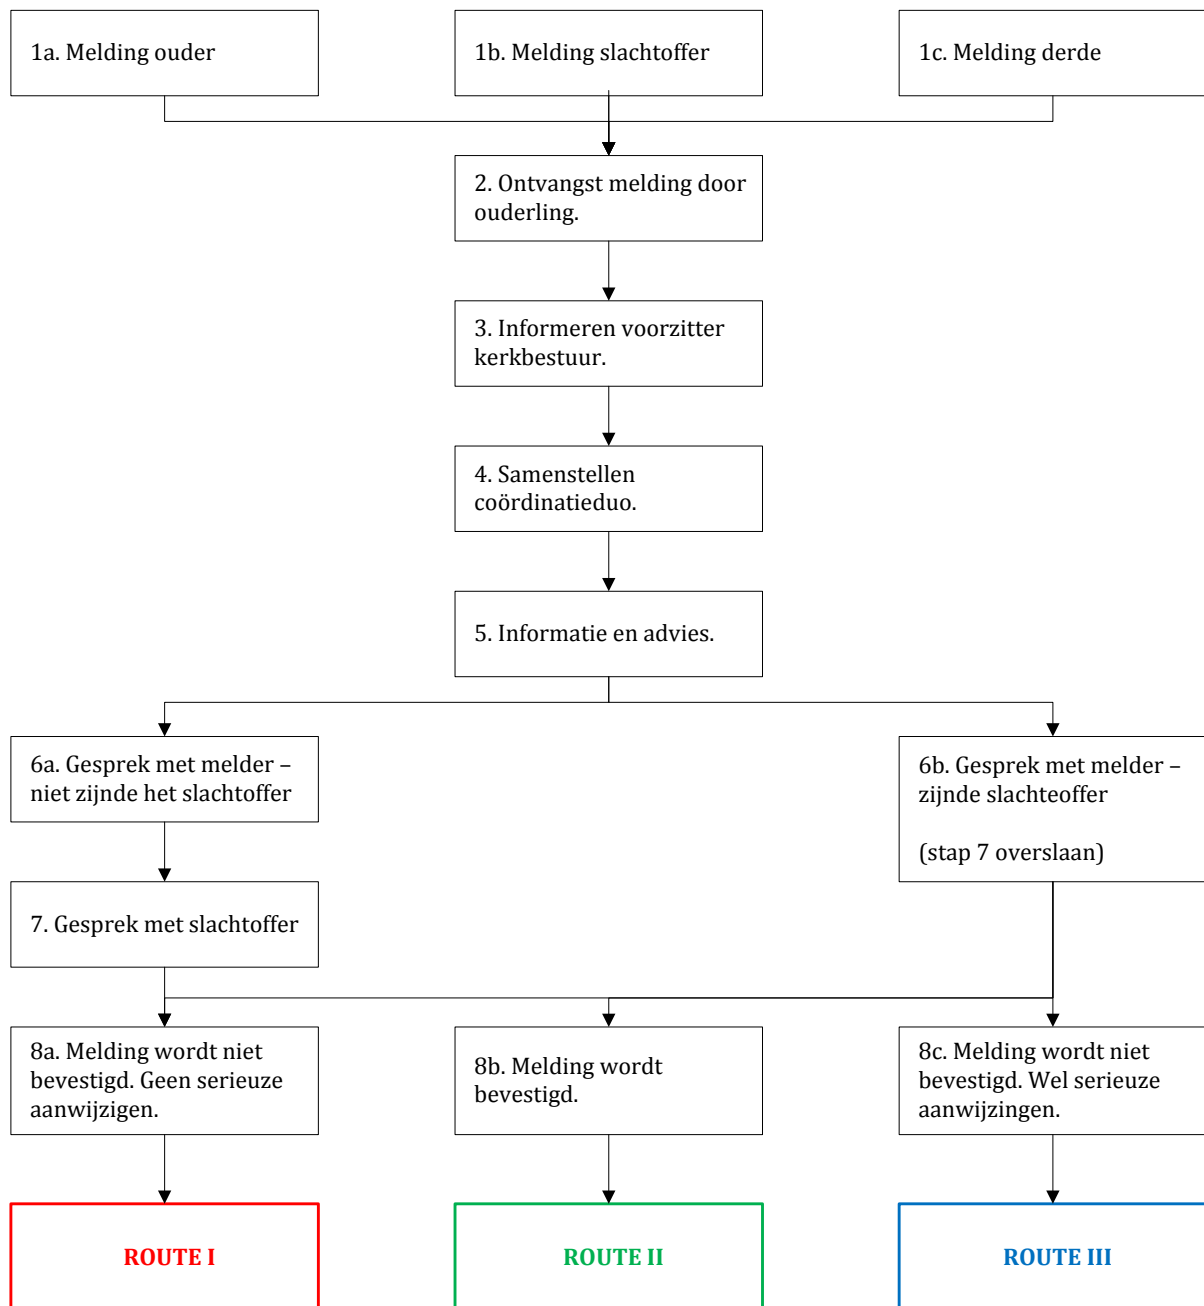 1a. Melding ouder
1b. Melding slachtoffer
1c. Melding derde
2. Ontvangst melding door
ouderling.
3. Informeren voorzitter
kerkbestuur.
4. Samenstellen
coördinatieduo.
5. Informatie en advies.
6a. Gesprek met melder –
niet zijnde het slachtoffer
6b. Gesprek met melder –
zijnde slachteoffer
(stap 7 overslaan)
7. Gesprek met slachtoffer
8a. Melding wordt niet
bevestigd. Geen serieuze
aanwijzigen.
8b. Melding wordt
bevestigd.
8c. Melding wordt niet
bevestigd. Wel serieuze
aanwijzingen.
ROUTE I
ROUTE II
ROUTE III